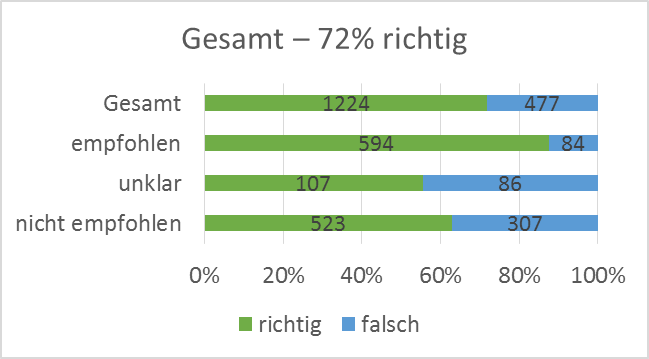 Gesamt – 72% richtig
Gesamt 1224 477
empfohlen 594 84
unklar 107 86
nicht empfohlen 523 307
0% 20% 40% 60% 80% 100%
richtig falsch